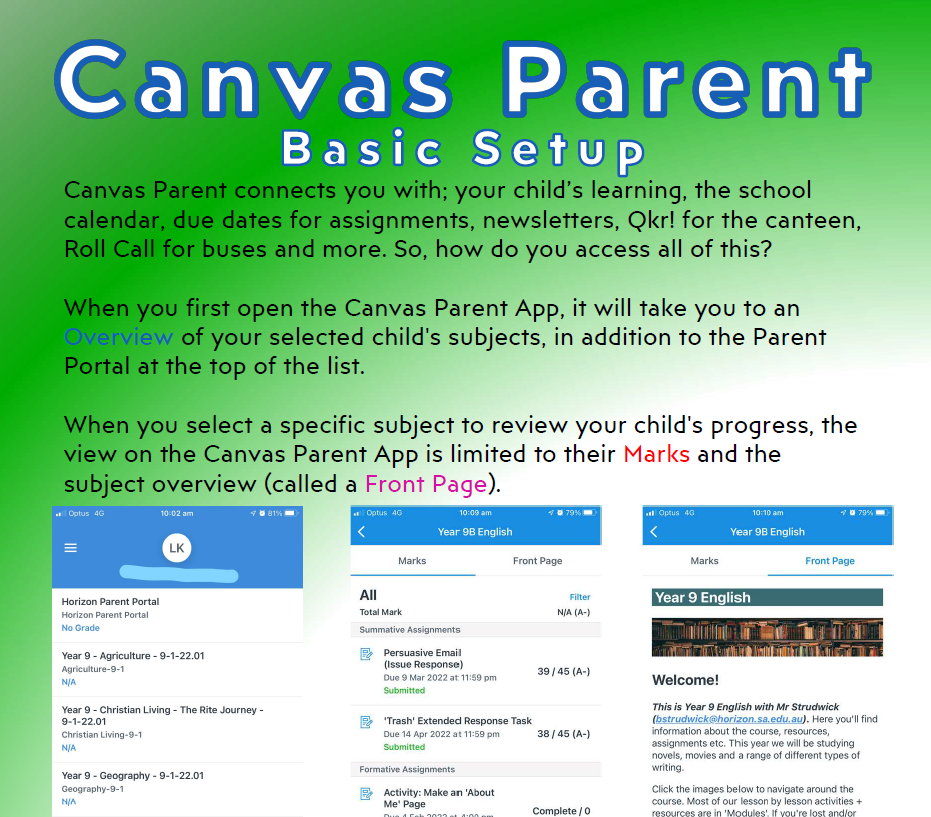 Canvas Parent
Basic Setup
Canvas Parent connects you with; your child's learning, the school
calendar, due dates for assignments, newsletters, Qkr! for the canteen,
Roll Call for buses and more. So, how do you access all of this?
When you first open the Canvas Parent App, it will take you to an
Overview of your selected child's subjects, in addition to the Parent
Portal at the top of the list.
When you select a specific subject to review your child's progress, the
view on the Canvas Parent App is limited to their Marks and the
subject overview (called a Front Page).
Optus 4G 10:02 am 81%
LK
Horizon Parent Portal
Horizon Parent Portal
No Grade
Year 9 - Agriculture - 9-1-22.01
Agriculture-9-1
N/A
Year 9 - Christian Living - The Rite Journey -
9-1-22.01
Christian Living-9-1
N/A
Year 9 - Geography - 9-1-22.01
Geography-9-1
N/A
Optus 4G 10:09 am 79%
Year 9B English
Marks Front Page
All Filter
Total Mark N/A (A-)
Summative Assignments
Persuasive Email
(Issue Response)
Due 9 Mar 2022 at 11:59 pm
Submitted
39 / 45 (A-)
'Trash' Extended Response Task
Due 14 Apr 2022 at 11:59 pm
Submitted
38 / 45 (A-)
Formative Assignments
Activity: Make an 'About
Me' Page
Due 4 Feb 2022 at 4:00 pm
Complete / 0
Optus 4G 10:10 am 79%
Year 9B English
Marks Front Page
Year 9 English
Welcome!
This is Year 9 English with Mr Strudwick
(bstrudwick@horizon.sa.edu.au). Here you'll find
information about the course, resources,
assignments etc. This year we will be studying
novels, movies and a range of different types of
writing.
Click the images below to navigate around the
course. Most of our lesson by lesson activities +
resources are in 'Modules'. If you're lost and/or